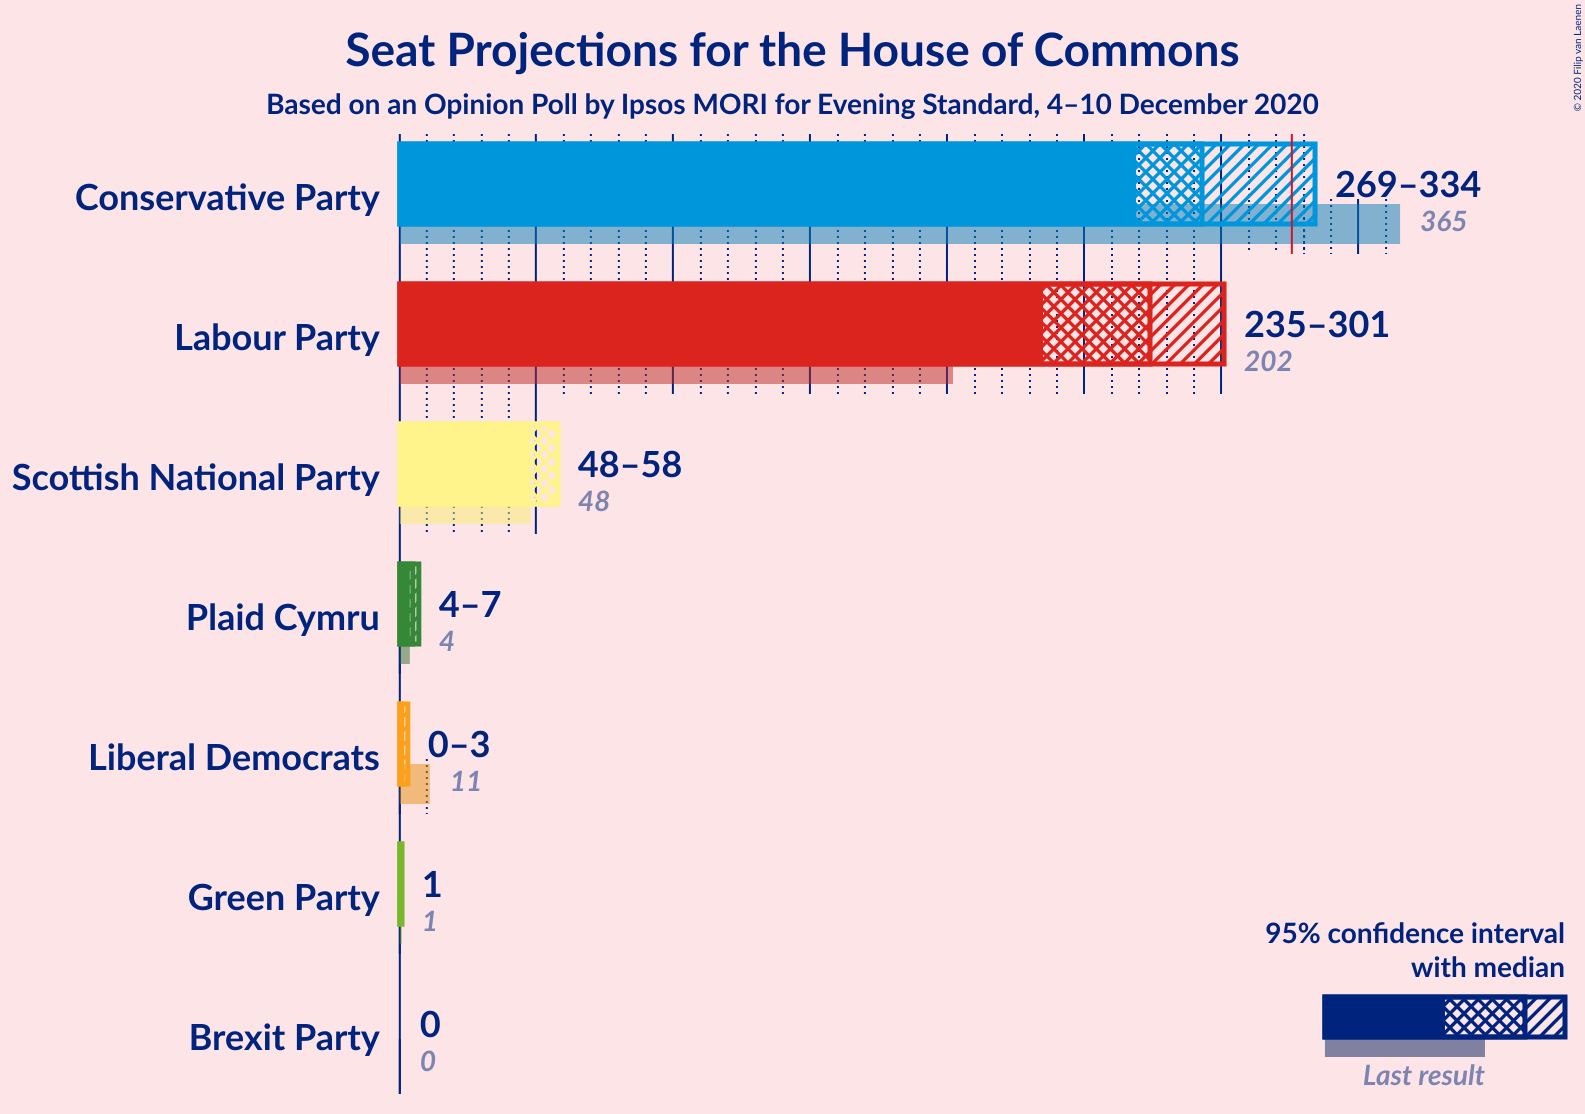 Seat Projections for the House of Commons
Based on an Opinion Poll by Ipsos MORI for Evening Standard, 4–10 December 2020
© 2020 Filip van Laenen
Conservative Party
269–334
365
Labour Party
235–301
202
Scottish National Party
48–58
48
Plaid Cymru
4–7
4
Liberal Democrats
0–3
11
Green Party
1
1
Brexit Party
0
0
95% confidence interval
with median
Last result